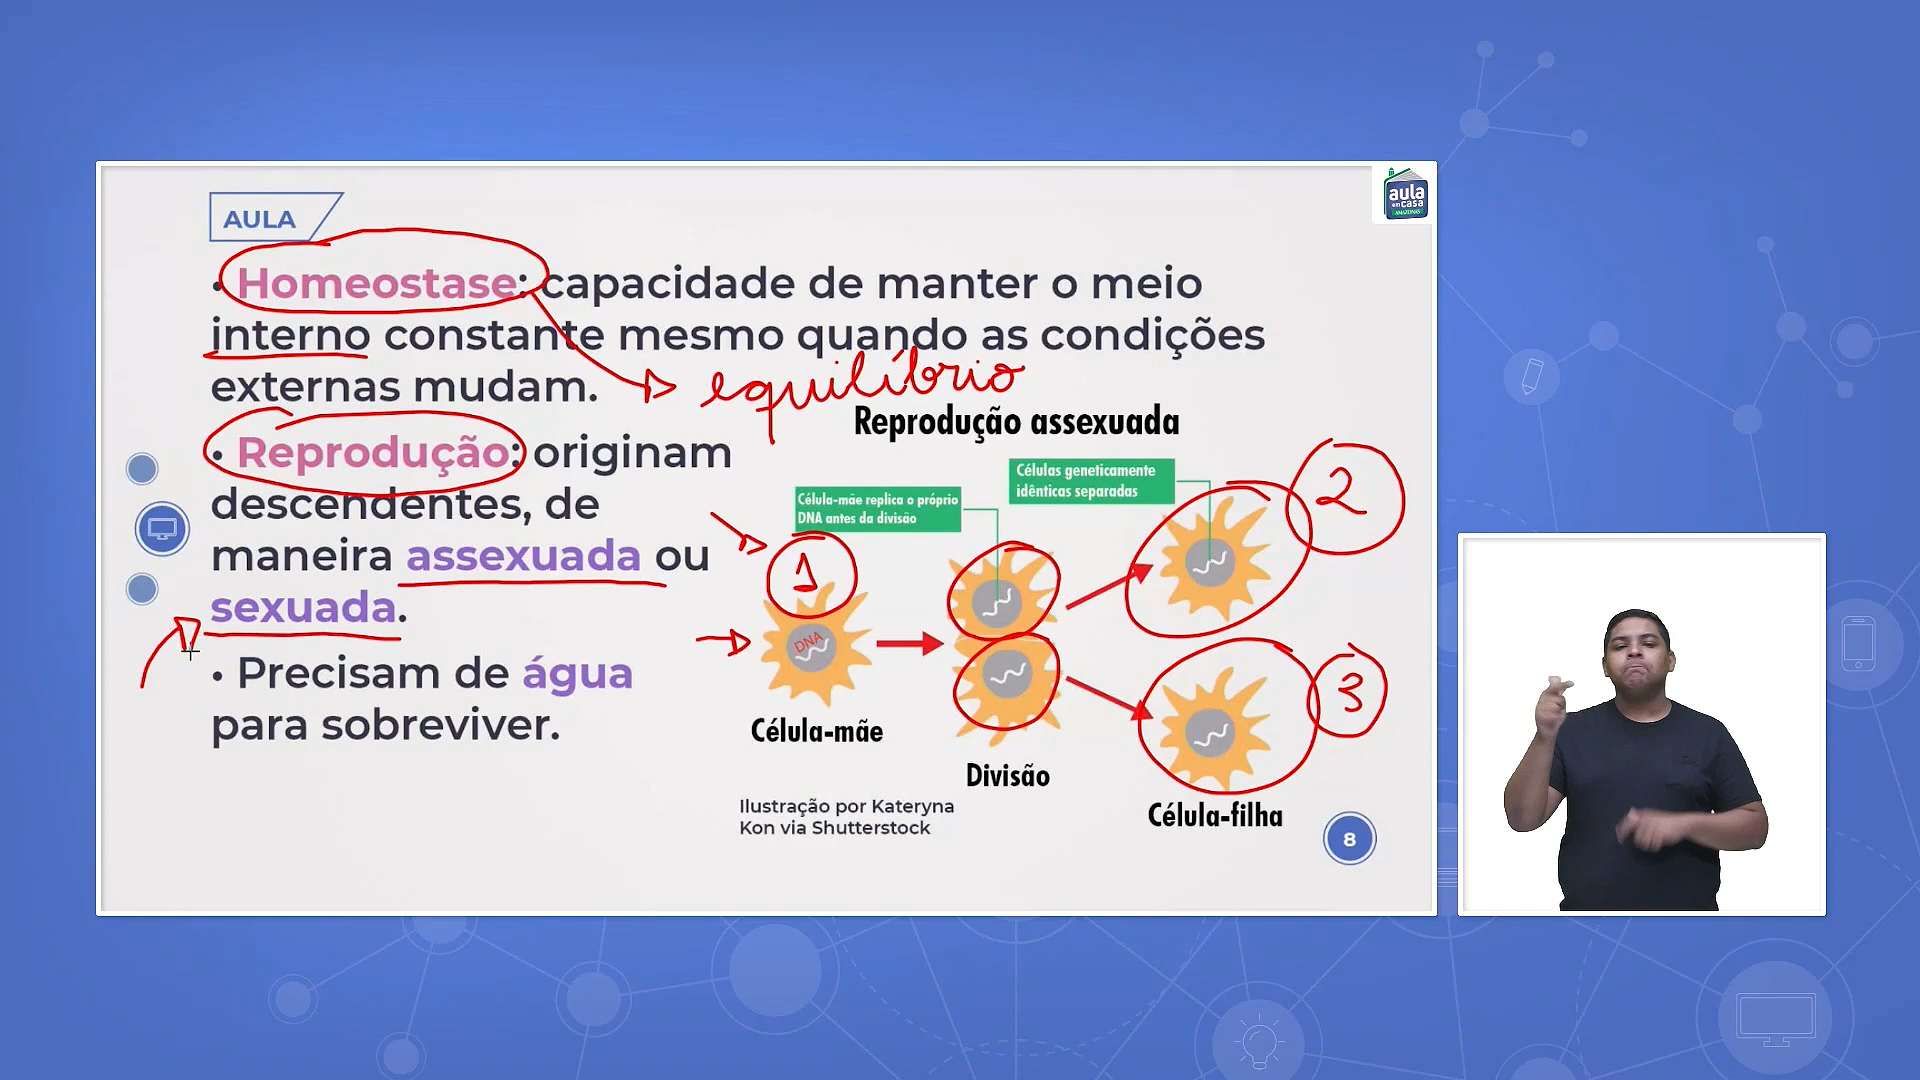 aula
em casa
AMAZONAS
AULA
• Homeostase: capacidade de manter o meio
interno constante mesmo quando as condições
externas mudam.
equilíbrio
• Reprodução: originam
descendentes, de
maneira assexuada ou
sexuada.
• Precisam de água
para sobreviver.
Reprodução assexuada
Célula-mãe replica o próprio
DNA antes da divisão
Células geneticamente
idênticas separadas
1
2
3
DNA
Célula-mãe
Divisão
Célula-filha
Ilustração por Kateryna
Kon via Shutterstock
8